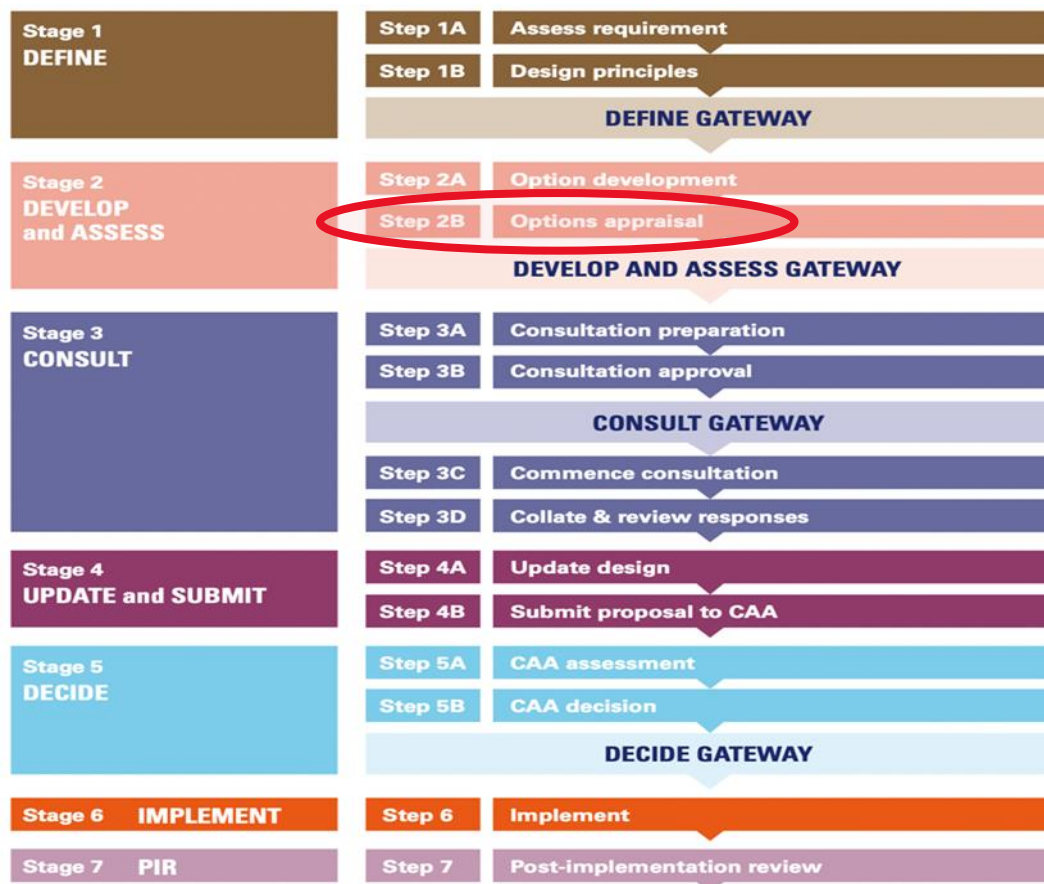 Stage 1
DEFINE
Step 1A Assess requirement
Step 1B Design principles
DEFINE GATEWAY
Stage 2
DEVELOP
and ASSESS
Step 2A Option development
Step 2B Options appraisal
DEVELOP AND ASSESS GATEWAY
Stage 3
CONSULT
Step 3A Consultation preparation
Step 3B Consultation approval
CONSULT GATEWAY
Step 3C Commence consultation
Step 3D Collate & review responses
Stage 4
UPDATE and SUBMIT
Step 4A Update design
Step 4B Submit proposal to CAA
Stage 5
DECIDE
Step 5A CAA assessment
Step 5B CAA decision
DECIDE GATEWAY
Stage 6 IMPLEMENT
Step 6 Implement
Stage 7 PIR
Step 7 Post-implementation review